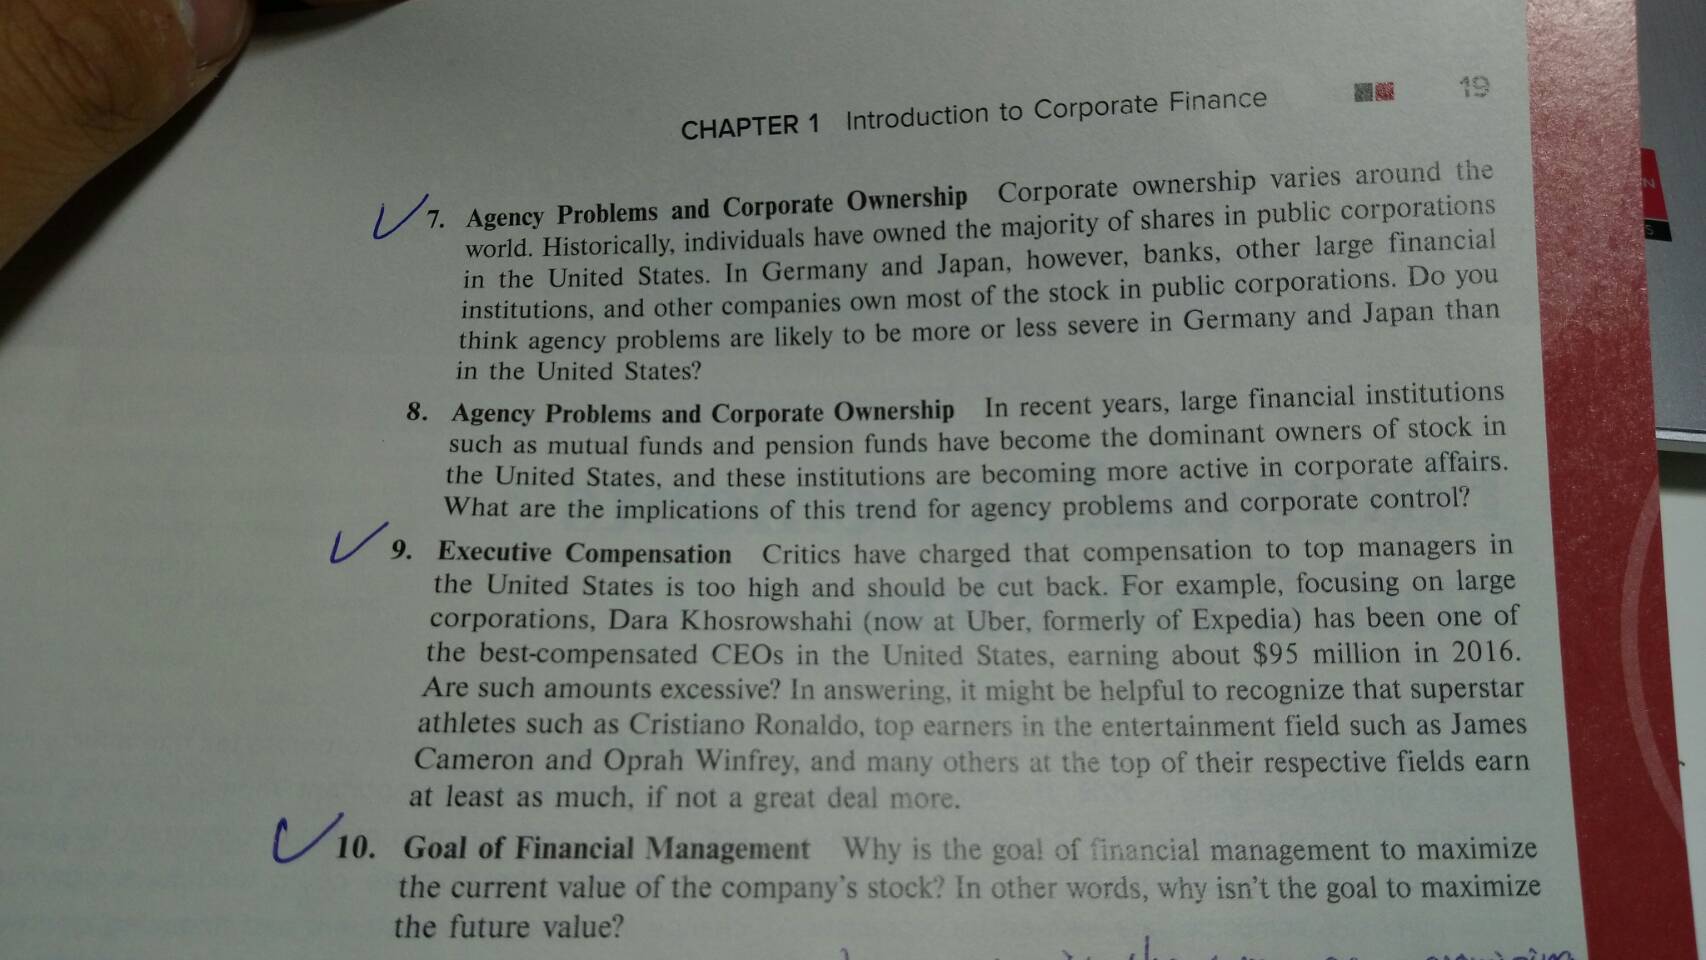 CHAPTER 1 Introduction to Corporate Finance 19
7. Agency Problems and Corporate Ownership Corporate ownership varies around the
world. Historically, individuals have owned the majority of shares in public corporations
in the United States. In Germany and Japan, however, banks, other large financial
institutions, and other companies own most of the stock in public corporations. Do you
think agency problems are likely to be more or less severe in Germany and Japan than
in the United States?
8. Agency Problems and Corporate Ownership In recent years, large financial institutions
such as mutual funds and pension funds have become the dominant owners of stock in
the United States, and these institutions are becoming more active in corporate affairs.
What are the implications of this trend for agency problems and corporate control?
9. Executive Compensation Critics have charged that compensation to top managers in
the United States is too high and should be cut back. For example, focusing on large
corporations, Dara Khosrowshahi (now at Uber, formerly of Expedia) has been one of
the best-compensated CEOs in the United States, earning about $95 million in 2016.
Are such amounts excessive? In answering, it might be helpful to recognize that superstar
athletes such as Cristiano Ronaldo, top earners in the entertainment field such as James
Cameron and Oprah Winfrey, and many others at the top of their respective fields earn
at least as much, if not a great deal more.
10. Goal of Financial Management Why is the goal of financial management to maximize
the current value of the company's stock? In other words, why isn't the goal to maximize
the future value?